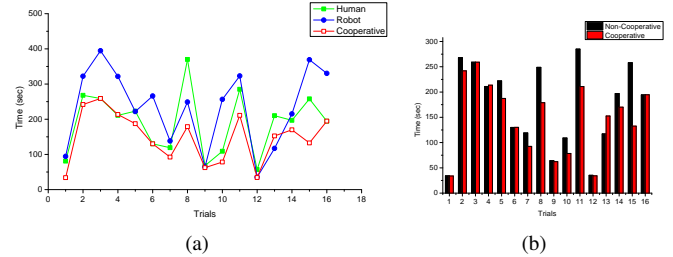 Human
Robot
Cooperative
500
400
300
200
100
0
Time (sec)
0 2 4 6 8 10 12 14 16 18
Trials
(a)
Non-Cooperative
Cooperative
300
250
200
150
100
50
0
Time (sec)
1 2 3 4 5 6 7 8 9 10 11 12 13 14 15 16
Trials
(b)